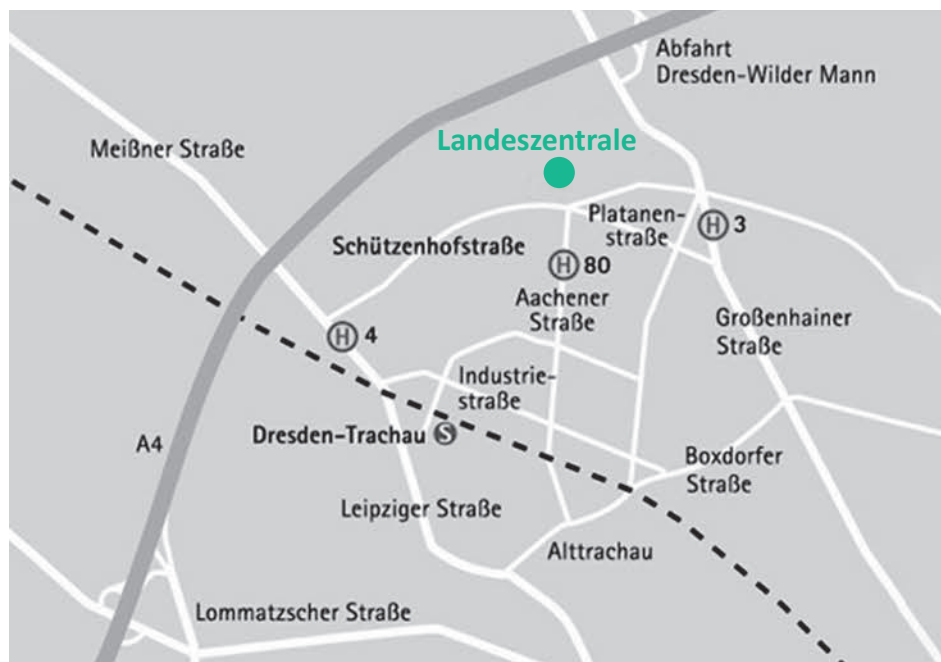 Abfahrt
Dresden-Wilder Mann
Landeszentrale
Meißner Straße
Platanen-
straße
H 3
Schützenhofstraße
H 80
Aachener
Straße
Großenhainer
Straße
H 4
Industrie-
straße
A4
Dresden-Trachau S
Boxdorfer
Straße
Leipziger Straße
Alttrachau
Lommatzscher Straße